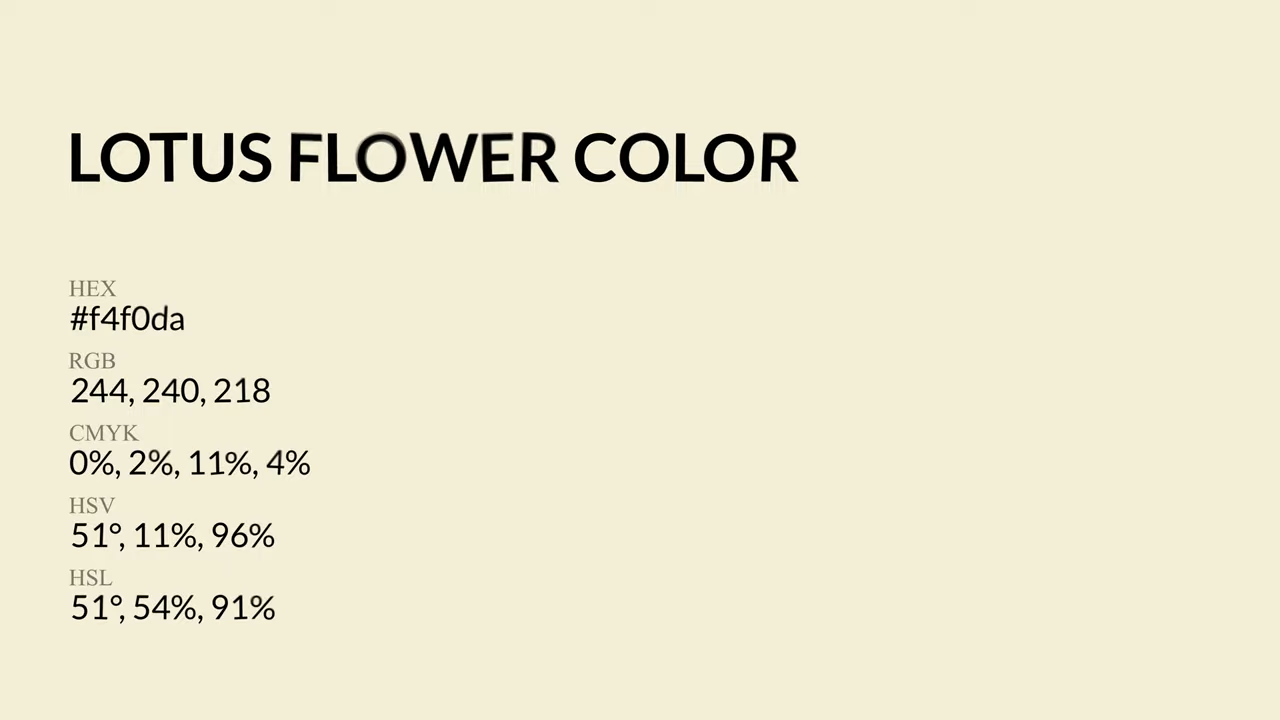 LOTUS FLOWER COLOR
HEX
#f4f0da
RGB
244, 240, 218
CMYK
0%, 2%, 11%, 4%
HSV
51°, 11%, 96%
HSL
51°, 54%, 91%